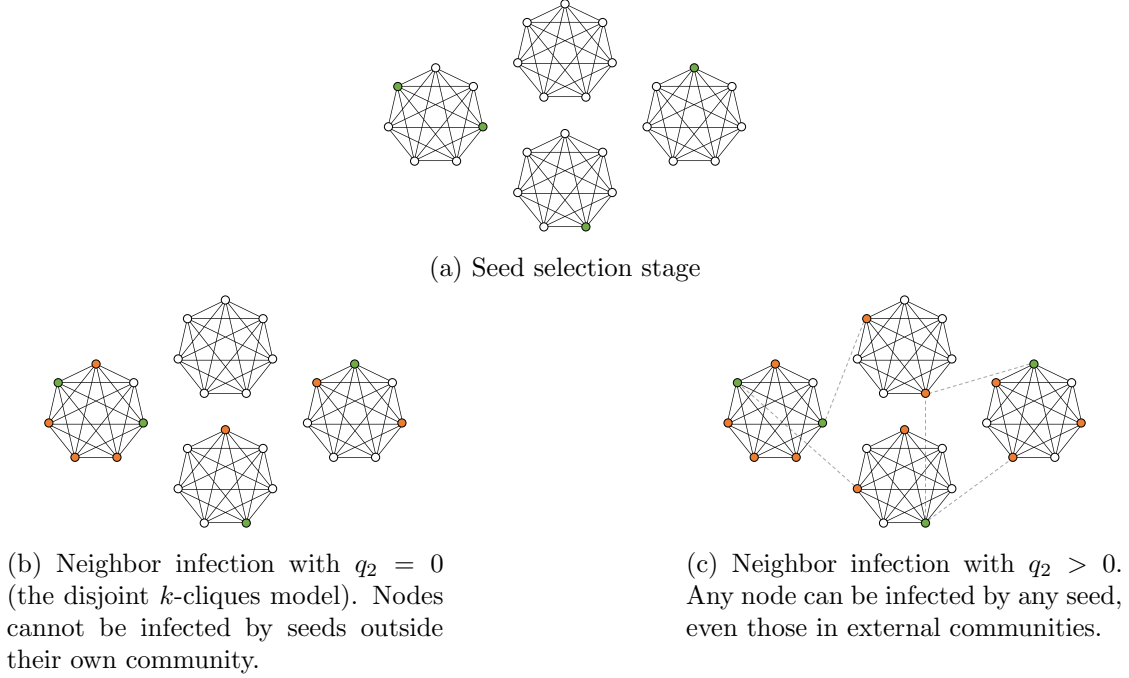 (a) Seed selection stage
(b) Neighbor infection with q₂ = 0
(the disjoint k-cliques model). Nodes
cannot be infected by seeds outside
their own community.
(c) Neighbor infection with q₂ > 0.
Any node can be infected by any seed,
even those in external communities.